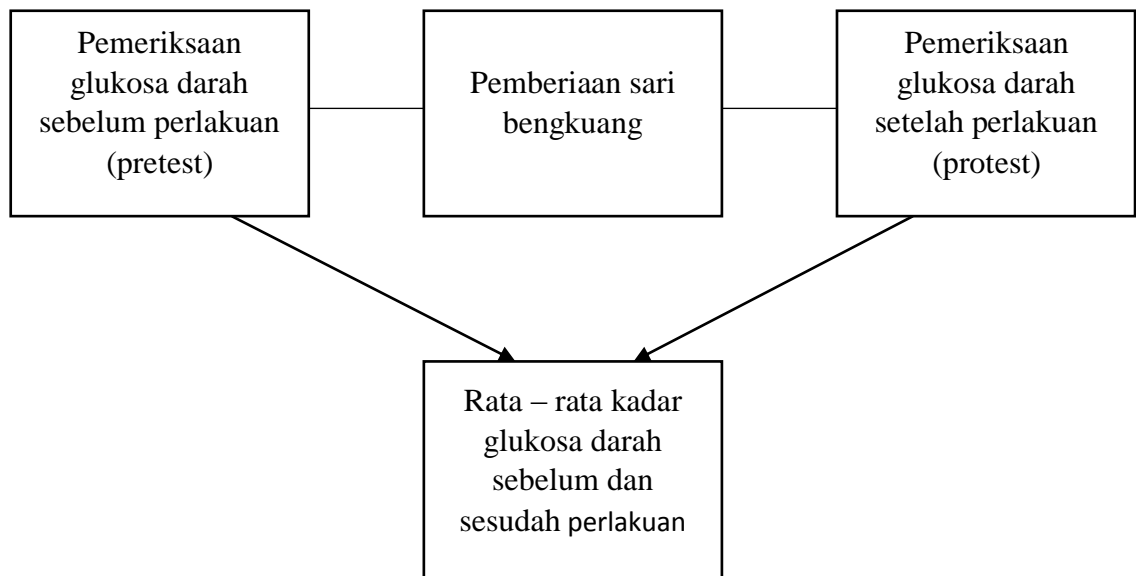 Pemeriksaan
glukosa darah
sebelum perlakuan
(pretest)
Pemberiaan sari
bengkuang
Pemeriksaan
glukosa darah
setelah perlakuan
(protest)
Rata – rata kadar
glukosa darah
sebelum dan
sesudah perlakuan